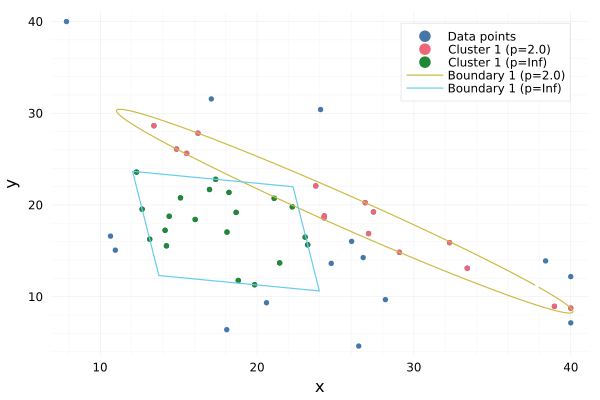 40
30
20
10
y
10
20
30
40
x
Data points
Cluster 1 (p=2.0)
Cluster 1 (p=Inf)
Boundary 1 (p=2.0)
Boundary 1 (p=Inf)